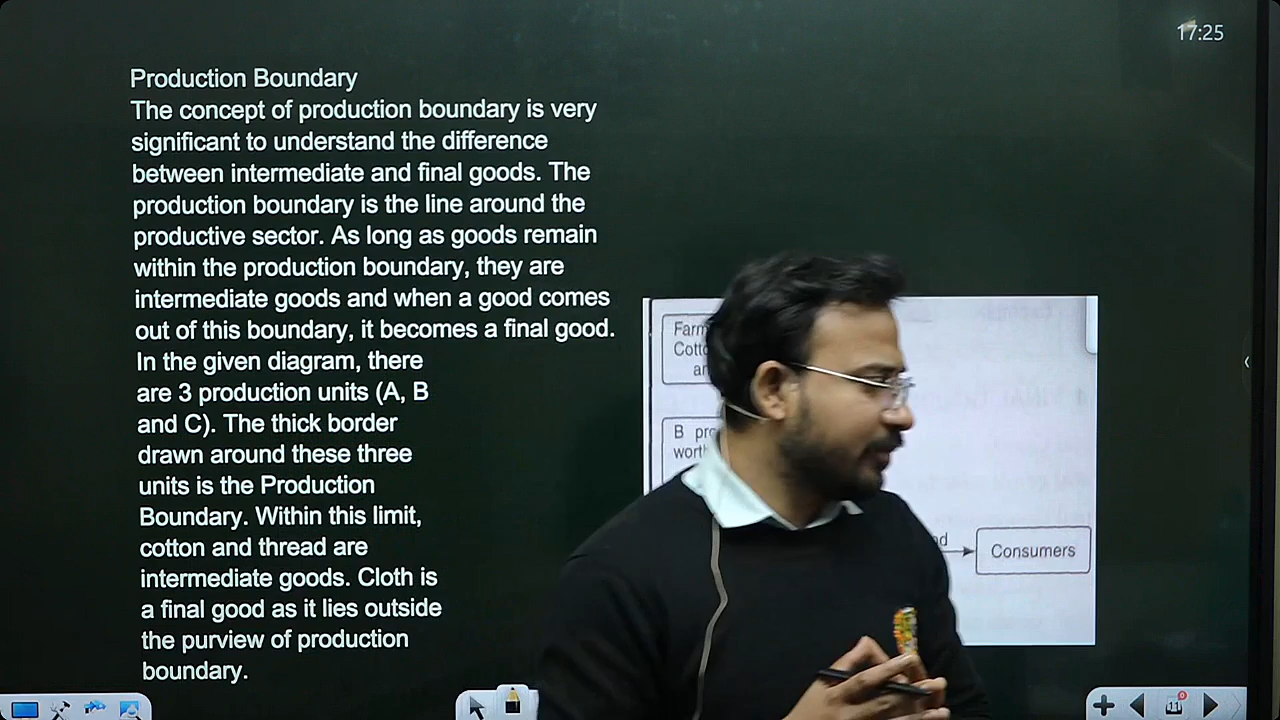 17:25
Production Boundary
The concept of production boundary is very
significant to understand the difference
between intermediate and final goods. The
production boundary is the line around the
productive sector. As long as goods remain
within the production boundary, they are
intermediate goods and when a good comes
out of this boundary, it becomes a final good.
In the given diagram, there
are 3 production units (A, B
and C). The thick border
drawn around these three
units is the Production
Boundary. Within this limit,
cotton and thread are
intermediate goods. Cloth is
a final good as it lies outside
the purview of production
boundary.
B
Consumers
11